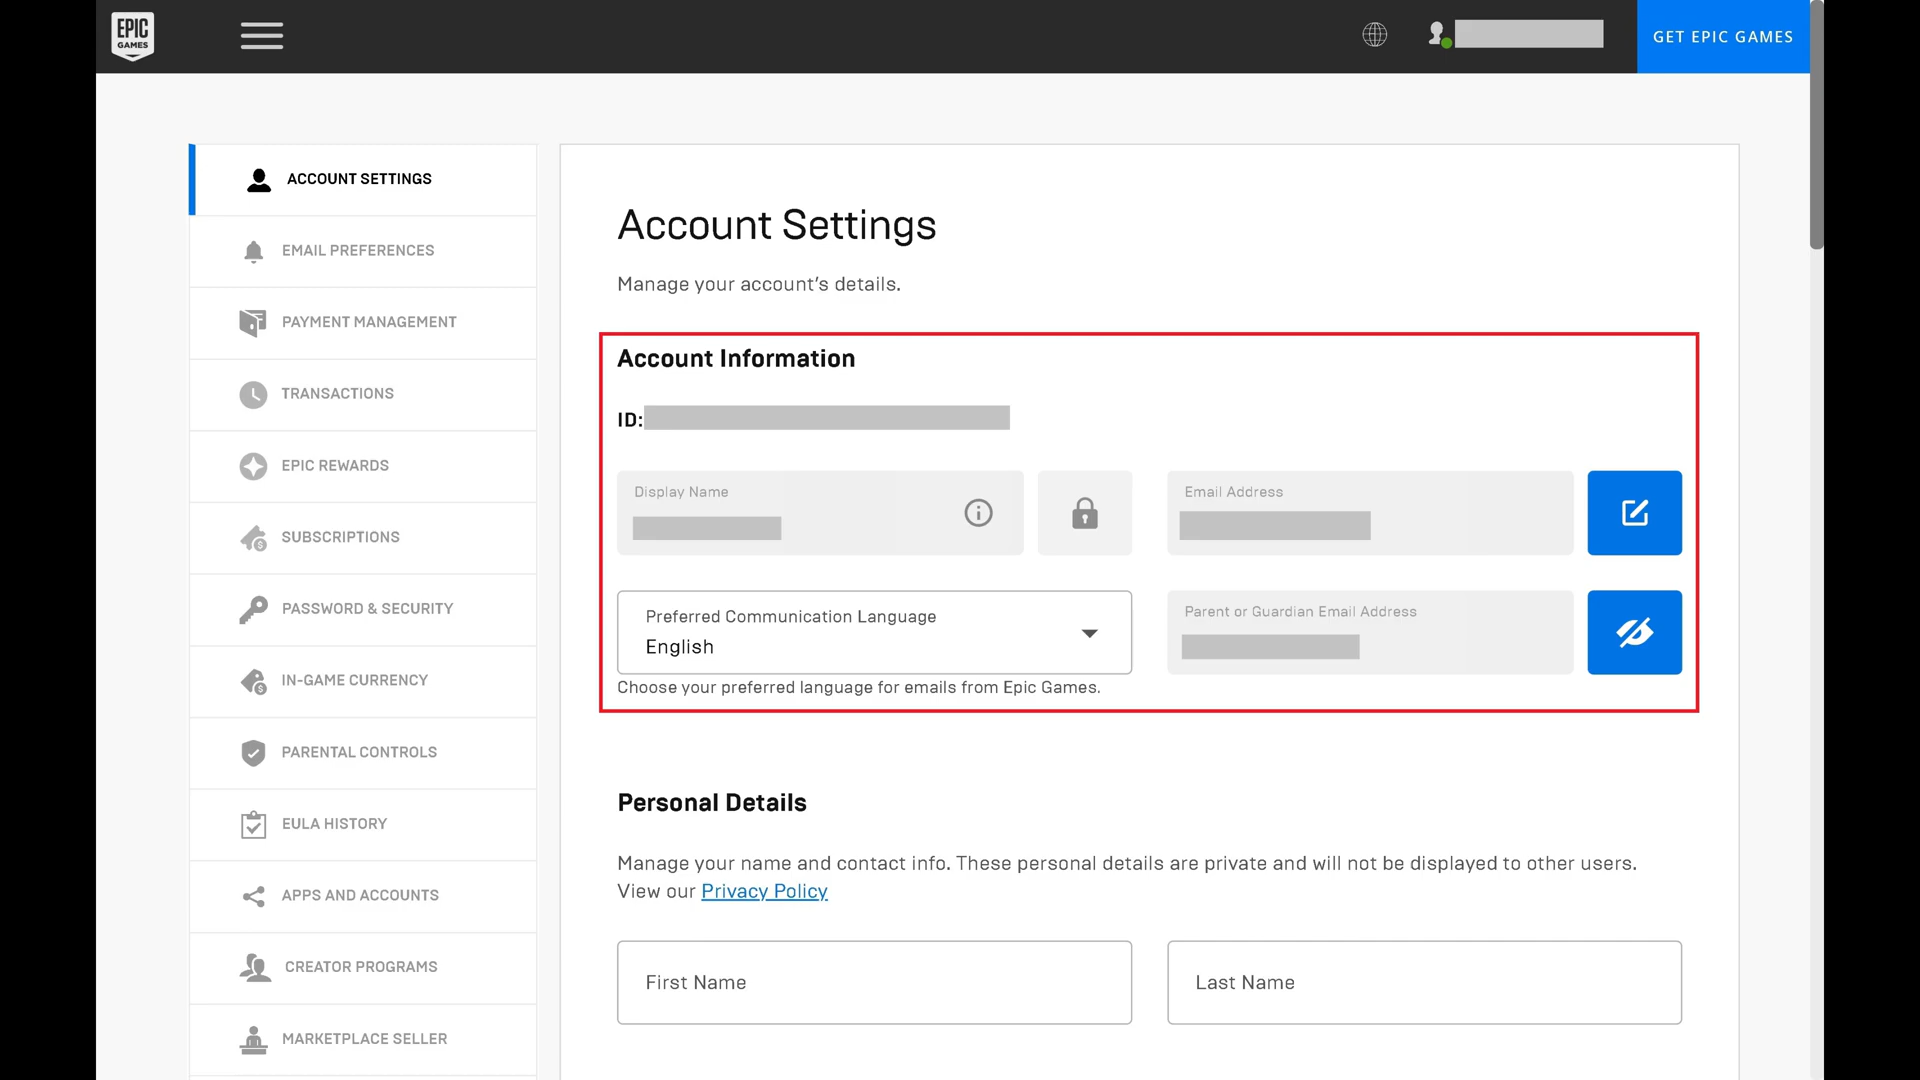 EPIC
GAMES
GET EPIC GAMES
ACCOUNT SETTINGS
EMAIL PREFERENCES
PAYMENT MANAGEMENT
TRANSACTIONS
EPIC REWARDS
SUBSCRIPTIONS
PASSWORD & SECURITY
IN-GAME CURRENCY
PARENTAL CONTROLS
EULA HISTORY
APPS AND ACCOUNTS
CREATOR PROGRAMS
MARKETPLACE SELLER
Account Settings
Manage your account's details.
Account Information
ID:
Display Name
Email Address
Preferred Communication Language
English
Parent or Guardian Email Address
Choose your preferred language for emails from Epic Games.
Personal Details
Manage your name and contact info. These personal details are private and will not be displayed to other users.
View our Privacy Policy
First Name
Last Name